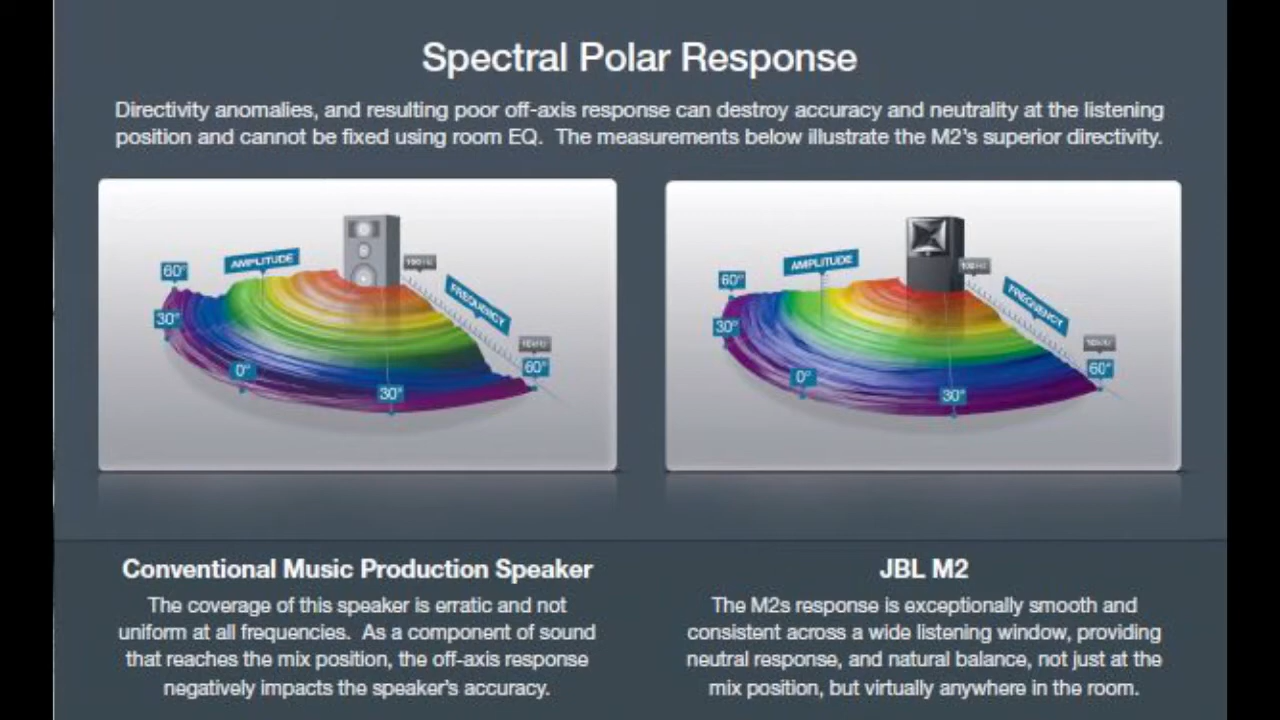 Spectral Polar Response
Directivity anomalies, and resulting poor off-axis response can destroy accuracy and neutrality at the listening
position and cannot be fixed using room EQ. The measurements below illustrate the M2's superior directivity.
60°
AMPLITUDE
100 Hz
FREQUENCY
30°
10kHz
0°
60°
30°
60°
AMPLITUDE
100 Hz
FREQUENCY
30°
10kHz
0°
60°
30°
Conventional Music Production Speaker
The coverage of this speaker is erratic and not
uniform at all frequencies. As a component of sound
that reaches the mix position, the off-axis response
negatively impacts the speaker's accuracy.
JBL M2
The M2s response is exceptionally smooth and
consistent across a wide listening window, providing
neutral response, and natural balance, not just at the
mix position, but virtually anywhere in the room.